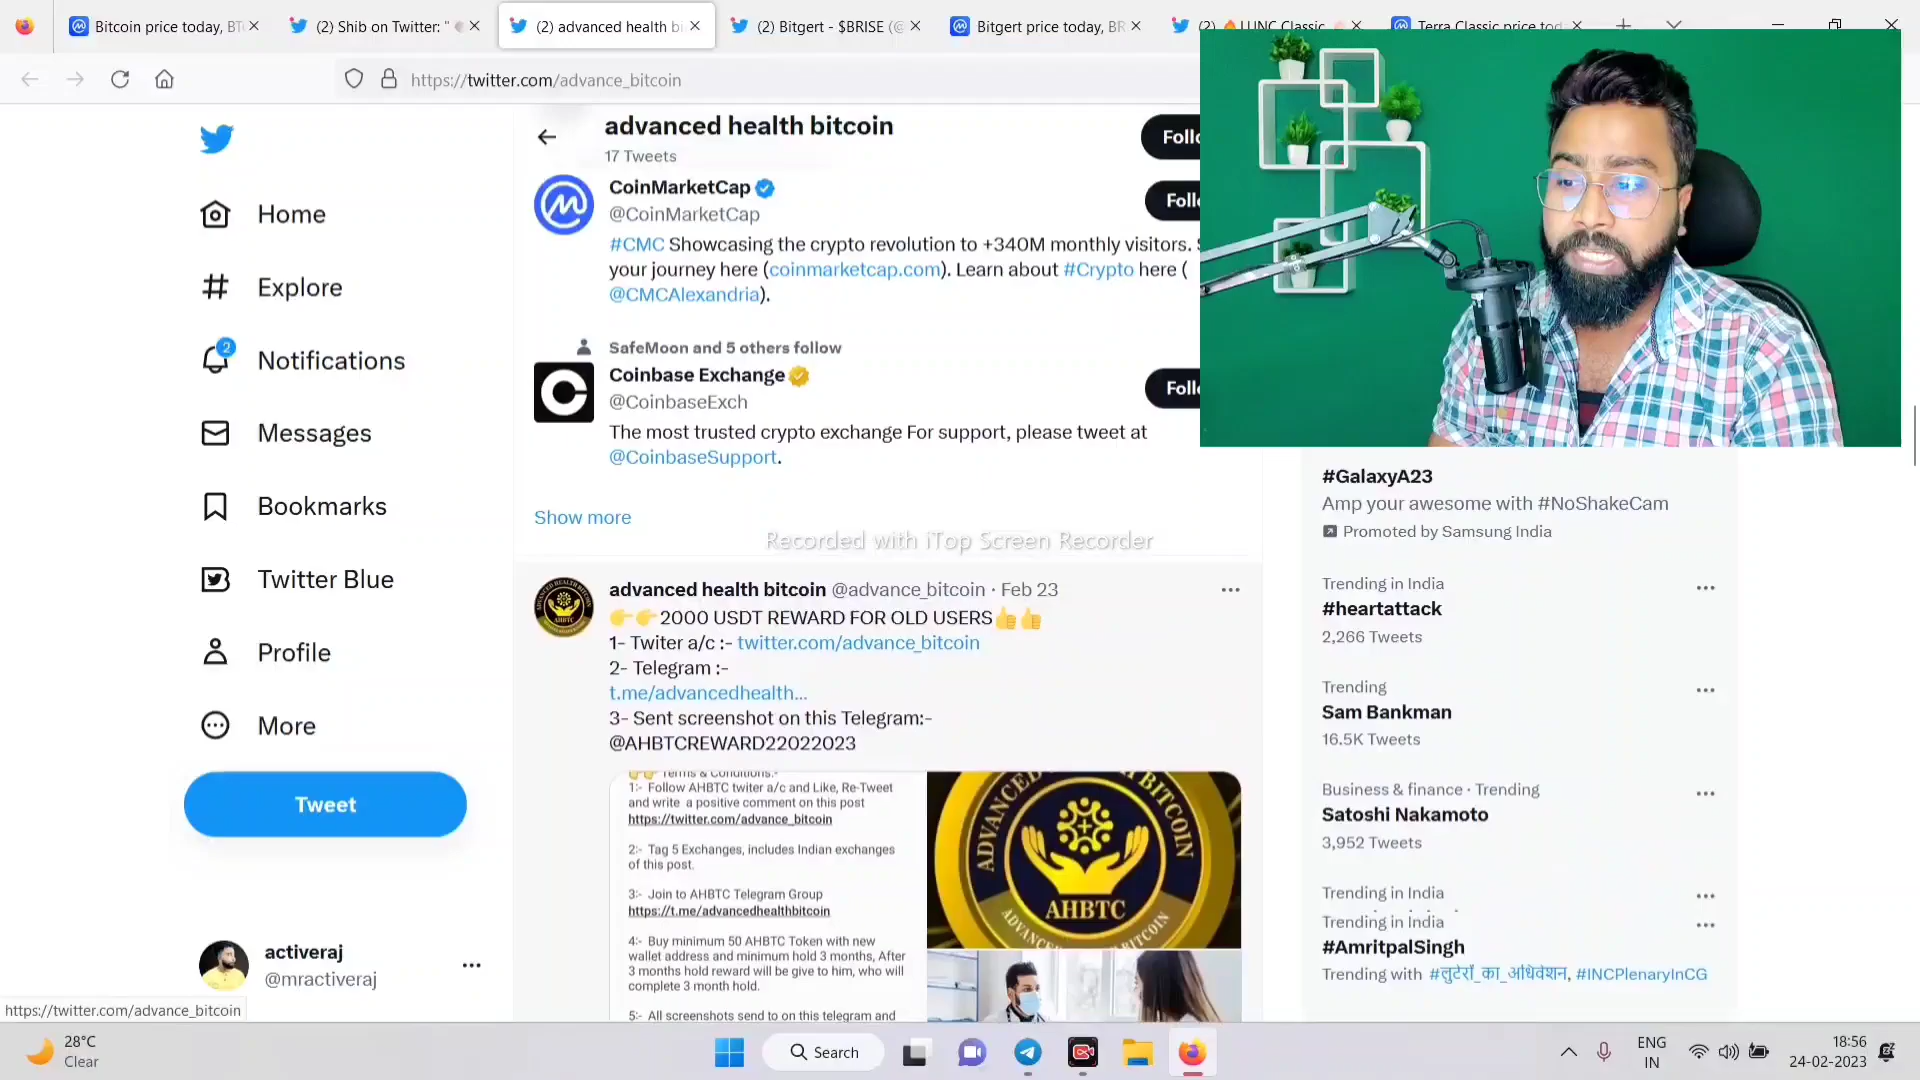 Bitcoin price today, BT
(2) Shib on Twitter: "
(2) advanced health bi
(2) Bitgert - $BRISE (@
Bitgert price today, BR
(2) 🔥LUNC Classic
Terra Classic price tod
https://twitter.com/advance_bitcoin
Home
Explore
2
Notifications
Messages
Bookmarks
Twitter Blue
Profile
More
Tweet
activeraj
@mractiveraj
https://twitter.com/advance_bitcoin
advanced health bitcoin
17 Tweets
Foll
CoinMarketCap
@CoinMarketCap
Foll
#CMC Showcasing the crypto revolution to +340M monthly visitors.
your journey here (coinmarketcap.com). Learn about #Crypto here (
@CMCAlexandria).
SafeMoon and 5 others follow
Coinbase Exchange
@CoinbaseExch
Foll
The most trusted crypto exchange For support, please tweet at
@CoinbaseSupport.
Show more
Recorded with iTop Screen Recorder
advanced health bitcoin @advance_bitcoin · Feb 23
👉👉2000 USDT REWARD FOR OLD USERS👍👍
1- Twiter a/c :- twitter.com/advance_bitcoin
2- Telegram :-
t.me/advancedhealth...
3- Sent screenshot on this Telegram:-
@AHBTCREWARD22022023
Terms & Conditions:-
1:- Follow AHBTC twiter a/c and Like, Re-Tweet
and write a positive comment on this post
https://twitter.com/advance_bitcoin
2:- Tag 5 Exchanges, includes Indian exchanges
of this post.
3:- Join to AHBTC Telegram Group
https://t.me/advancedhealthbitcoin
4:- Buy minimum 50 AHBTC Token with new
wallet address and minimum hold 3 months, After
3 months hold reward will be give to him, who will
complete 3 month hold.
5:- All screenshots send to on this telegram and
AHBTC
#GalaxyA23
Amp your awesome with #NoShakeCam
Promoted by Samsung India
Trending in India
#heartattack
2,266 Tweets
Trending
Sam Bankman
16.5K Tweets
Business & finance · Trending
Satoshi Nakamoto
3,952 Tweets
Trending in India
Trending in India
#AmritpalSingh
Trending with #लुटेरों_का_अधिवेशन, #INCPlenaryInCG
28°C
Clear
Search
ENG
IN
18:56
24-02-2023